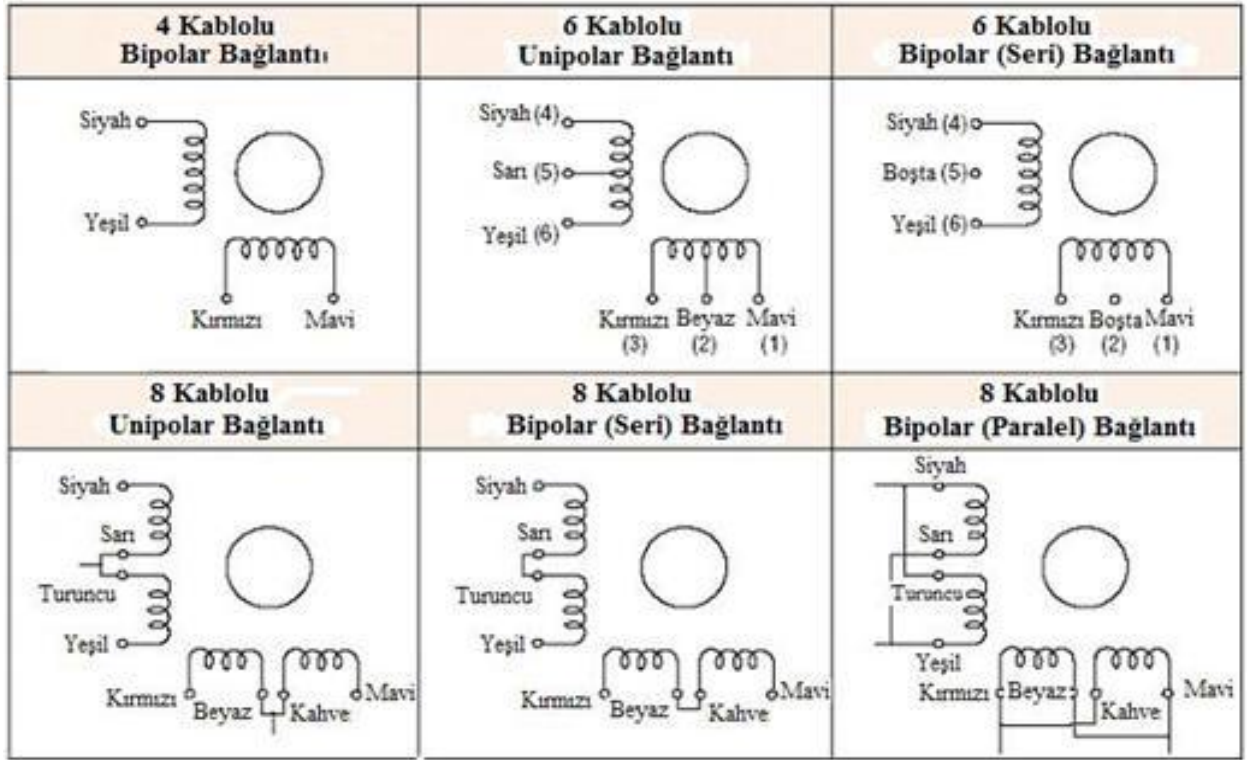 4 Kablolu
Bipolar Bağlantı
6 Kablolu
Unipolar Bağlantı
6 Kablolu
Bipolar (Seri) Bağlantı
Siyah
Yeşil
Kırmızı Mavi
Siyah (4)
Sarı (5)
Yeşil (6)
Kırmızı Beyaz Mavi
(3) (2) (1)
Siyah (4)
Boşta (5)
Yeşil (6)
Kırmızı Boşta Mavi
(3) (2) (1)
8 Kablolu
Unipolar Bağlantı
8 Kablolu
Bipolar (Seri) Bağlantı
8 Kablolu
Bipolar (Paralel) Bağlantı
Siyah
Sarı
Turuncu
Yeşil
Kırmızı Beyaz Kahve Mavi
Siyah
Sarı
Turuncu
Yeşil
Kırmızı Beyaz Kahve Mavi
Siyah
Sarı
Turuncu
Yeşil
Kırmızı Beyaz Kahve Mavi